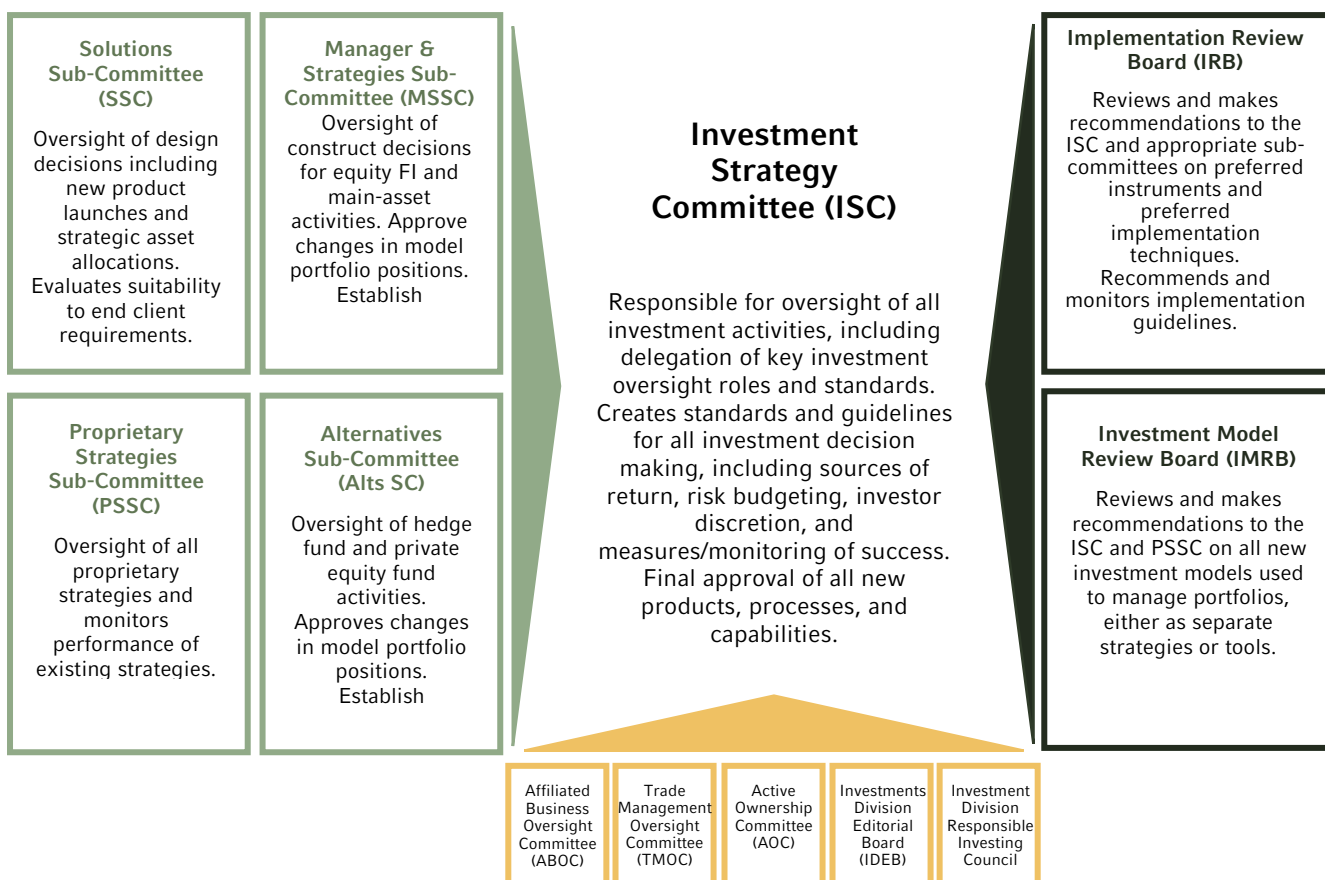 Solutions
Sub-Committee
(SSC)
Oversight of design
decisions including
new product
launches and
strategic asset
allocations.
Evaluates suitability
to end client
requirements.
Manager &
Strategies Sub-
Committee (MSSC)
Oversight of
construct decisions
for equity FI and
main-asset
activities. Approve
changes in model
portfolio positions.
Establish
Proprietary
Strategies
Sub-Committee
(PSSC)
Oversight of all
proprietary
strategies and
monitors
performance of
existing strategies.
Alternatives
Sub-Committee
(Alts SC)
Oversight of hedge
fund and private
equity fund
activities.
Approves changes
in model portfolio
positions.
Establish
Investment
Strategy
Committee (ISC)
Responsible for oversight of all
investment activities, including
delegation of key investment
oversight roles and standards.
Creates standards and guidelines
for all investment decision
making, including sources of
return, risk budgeting, investor
discretion, and
measures/monitoring of success.
Final approval of all new
products, processes, and
capabilities.
Implementation Review
Board (IRB)
Reviews and makes
recommendations to the
ISC and appropriate sub-
committees on preferred
instruments and
preferred
implementation
techniques.
Recommends and
monitors implementation
guidelines.
Investment Model
Review Board (IMRB)
Reviews and makes
recommendations to the
ISC and PSSC on all new
investment models used
to manage portfolios,
either as separate
strategies or tools.
Affiliated
Business
Oversight
Committee
(ABOC)
Trade
Management
Oversight
Committee
(TMOC)
Active
Ownership
Committee
(AOC)
Investments
Division
Editorial
Board
(IDEB)
Investment
Division
Responsible
Investing
Council